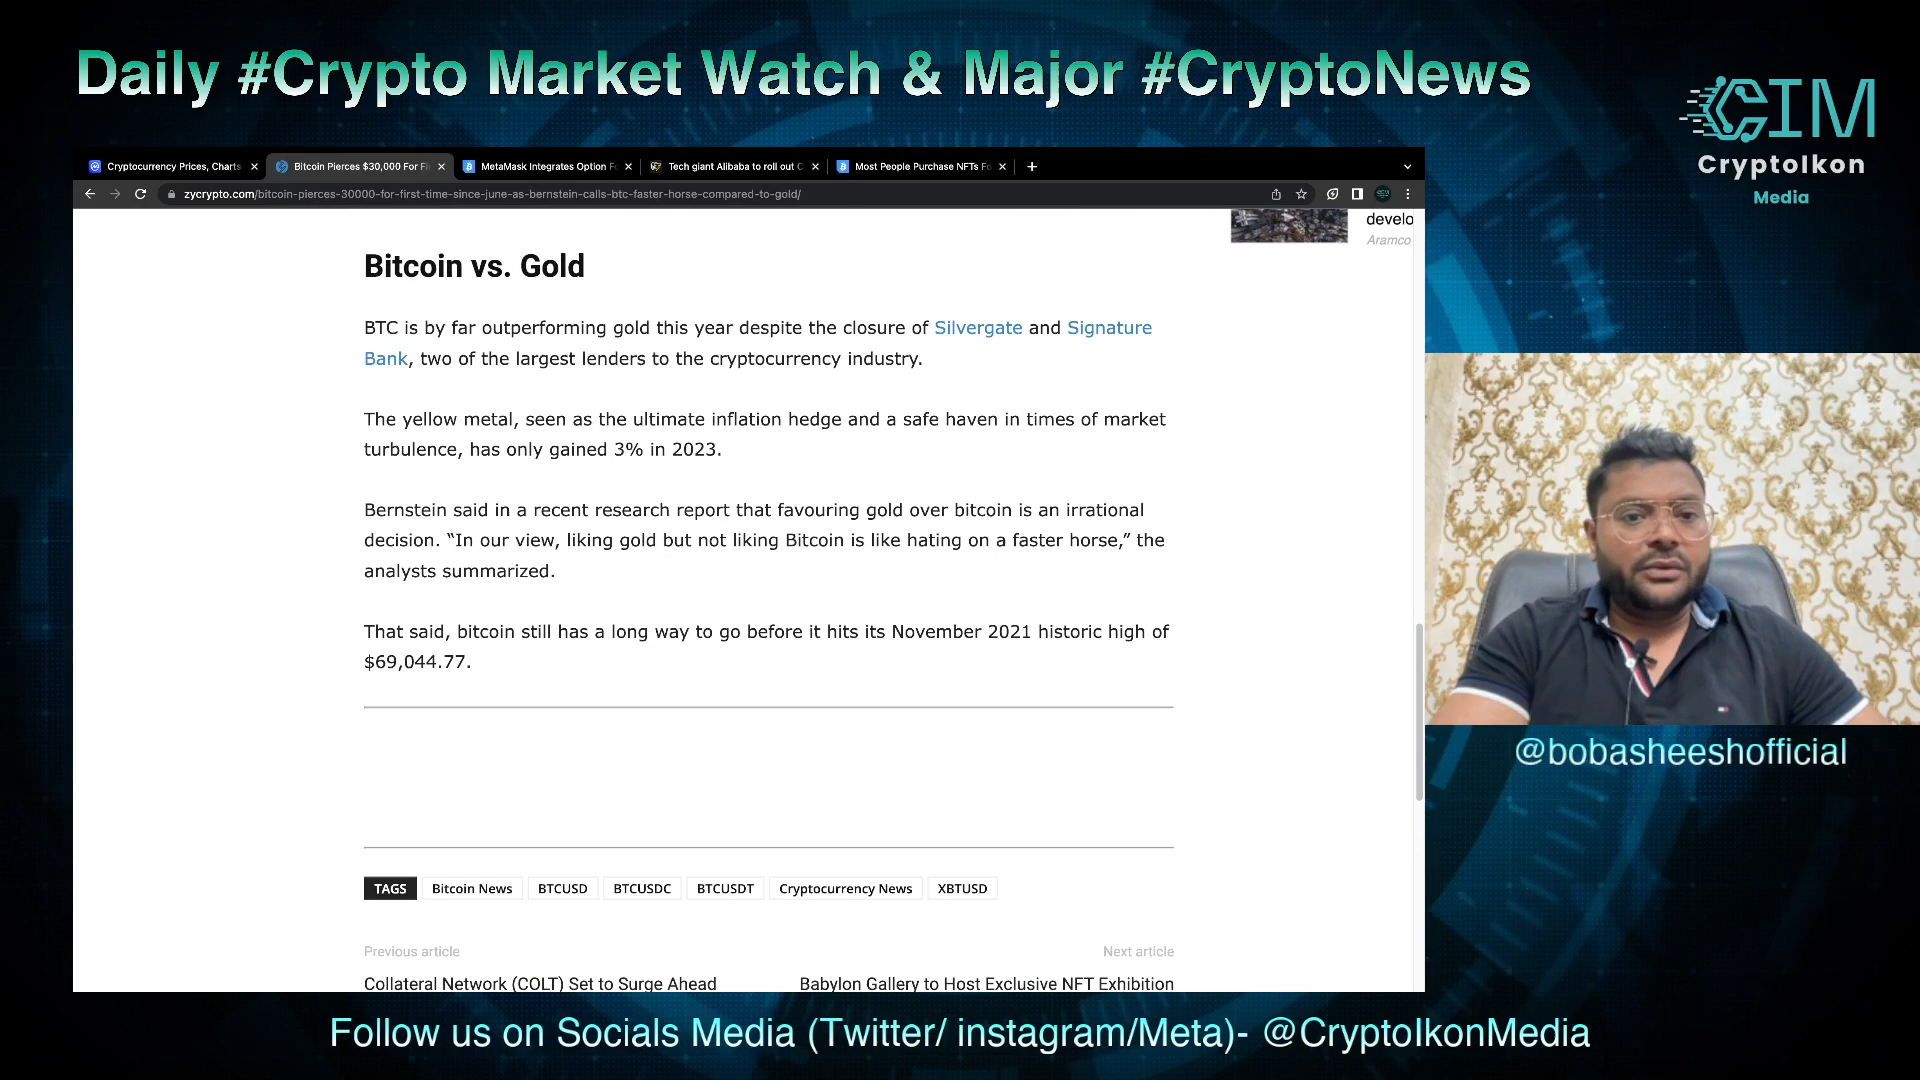 Daily #Crypto Market Watch & Major #CryptoNews
CIM
CryptoIkon
Media
Cryptocurrency Prices, Charts
Bitcoin Pierces $30,000 For Fi
MetaMask Integrates Option Fo
Tech giant Alibaba to roll out C
Most People Purchase NFTs Fo
zycrypto.com/bitcoin-pierces-30000-for-first-time-since-june-as-bernstein-calls-btc-faster-horse-compared-to-gold/
develo
Aramco
Bitcoin vs. Gold
BTC is by far outperforming gold this year despite the closure of Silvergate and Signature
Bank, two of the largest lenders to the cryptocurrency industry.
The yellow metal, seen as the ultimate inflation hedge and a safe haven in times of market
turbulence, has only gained 3% in 2023.
Bernstein said in a recent research report that favouring gold over bitcoin is an irrational
decision. “In our view, liking gold but not liking Bitcoin is like hating on a faster horse,” the
analysts summarized.
That said, bitcoin still has a long way to go before it hits its November 2021 historic high of
$69,044.77.
TAGS Bitcoin News BTCUSD BTCUSDC BTCUSDT Cryptocurrency News XBTUSD
Previous article
Next article
Collateral Network (COLT) Set to Surge Ahead
Babylon Gallery to Host Exclusive NFT Exhibition
@bobasheeshofficial
Follow us on Socials Media (Twitter/ instagram/Meta)- @CryptoIkonMedia